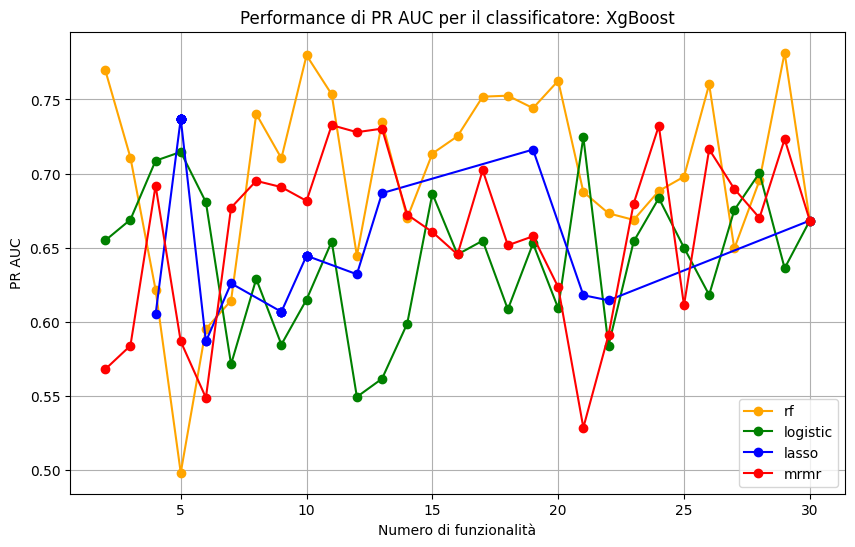 Performance di PR AUC per il classificatore: XgBoost
PR AUC
0.75
0.70
0.65
0.60
0.55
0.50
5
10
15
20
25
30
Numero di funzionalità
rf
logistic
lasso
mrmr